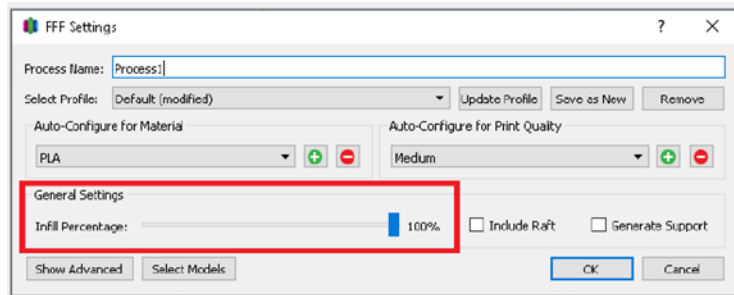 FFF Settings ? X
Process Name: Process1
Select Profile: Default (modified) Update Profile Save as New Remove
Auto-Configure for Material Auto-Configure for Print Quality
PLA Medium
General Settings
Infill Percentage: 100% Include Raft Generate Support
Show Advanced Select Models OK Cancel